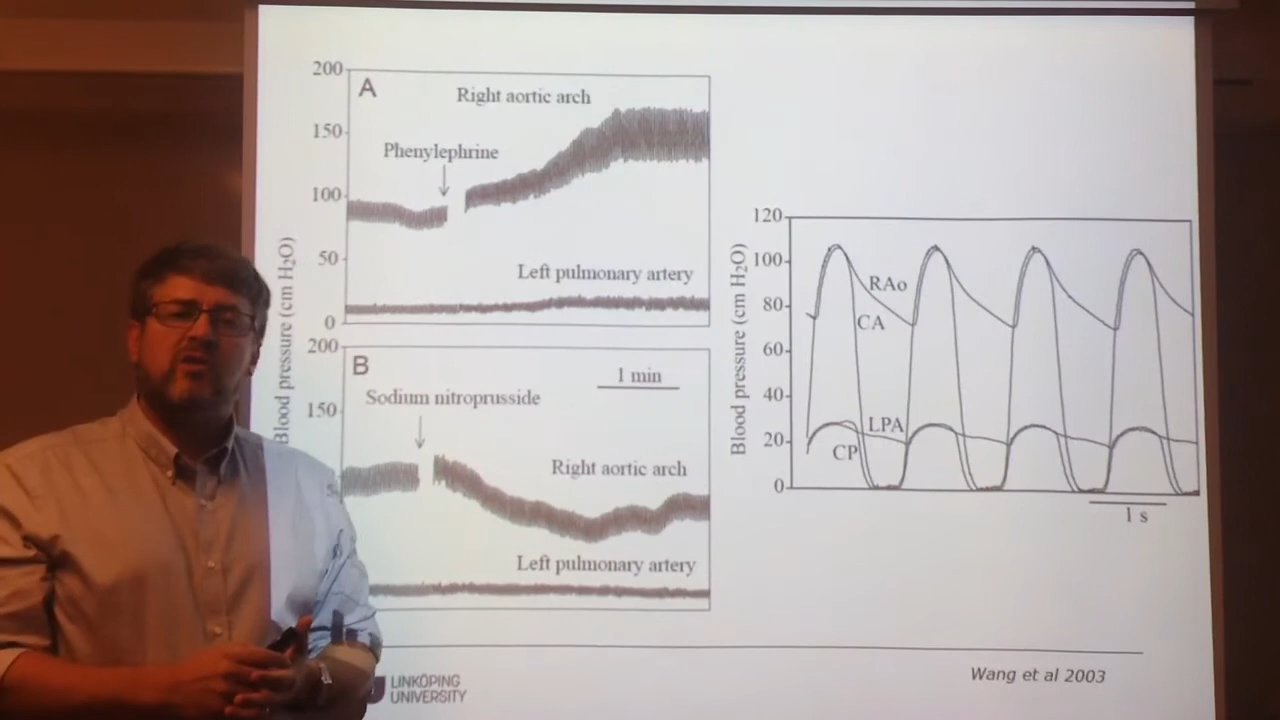 200
A
Right aortic arch
150
Phenylephrine
100
50
Left pulmonary artery
0
Blood pressure (cm H₂O)
200
B
1 min
Sodium nitroprusside
150
Right aortic arch
Left pulmonary artery
120
100
RAo
80
CA
60
40
LPA
20
CP
0
Blood pressure (cm H₂O)
1 s
Wang et al 2003
LINKÖPING
UNIVERSITY